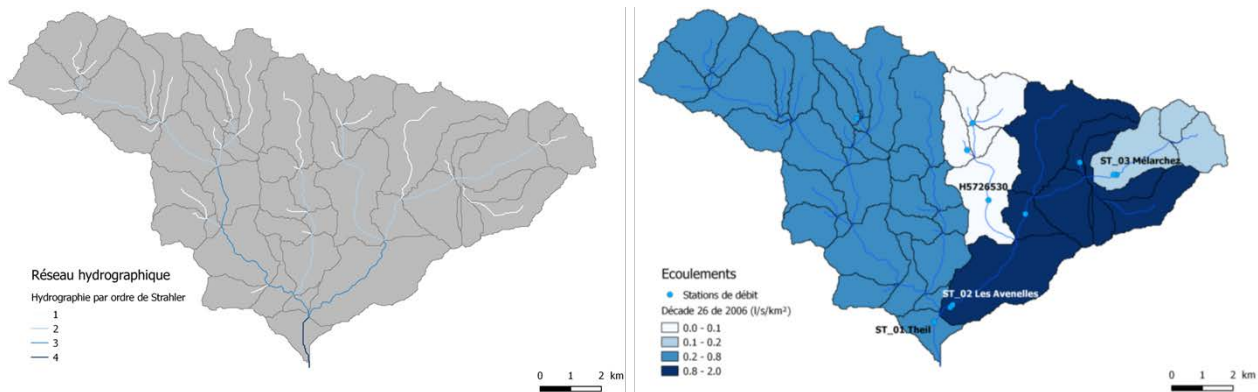 Réseau hydrographique
Hydrographie par ordre de Strahler
1
2
3
4
0 1 2 km
ST_03 Mélarchez
H5726530
ST_02 Les Avenelles
ST_01 Theil
Ecoulements
Stations de débit
Décade 26 de 2006 (l/s/km²)
0.0 - 0.1
0.1 - 0.2
0.2 - 0.8
0.8 - 2.0
0 1 2 km